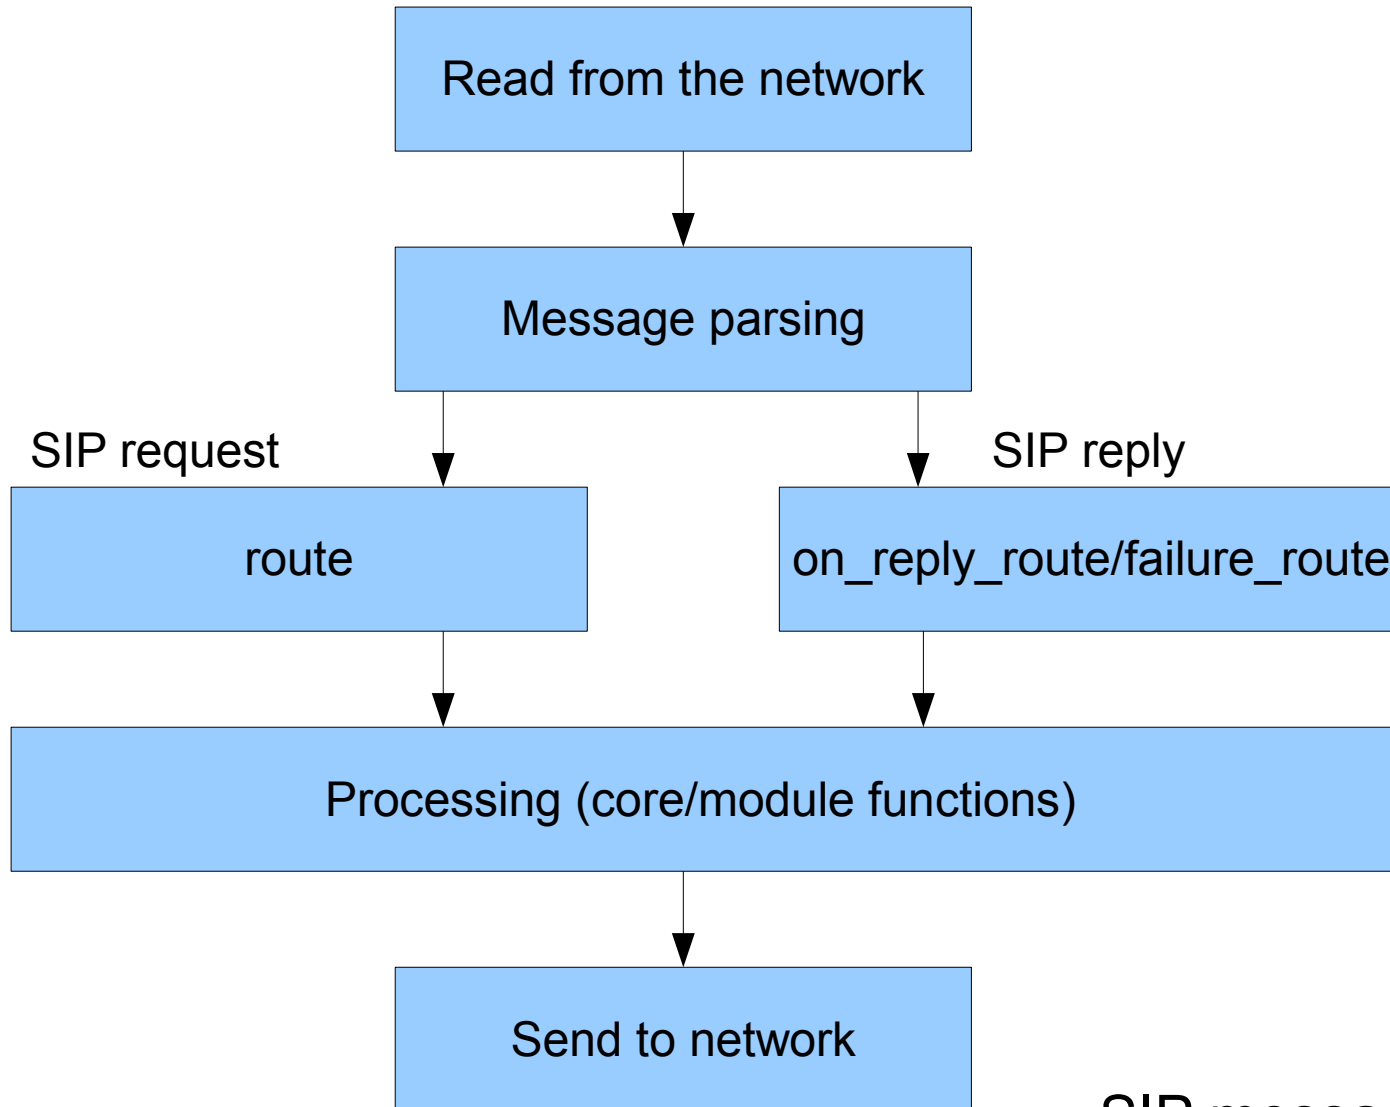 Read from the network
Message parsing
SIP request
SIP reply
route
on_reply_route/failure_route
Processing (core/module functions)
Send to network
SIP